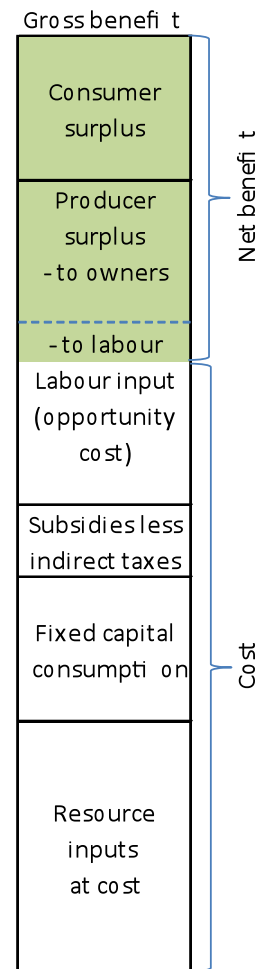 Gross benefit
Consumer
surplus
Producer
surplus
- to owners
- to labour
Labour input
(opportunity
cost)
Subsidies less
indirect taxes
Fixed capital
consumption
Resource
inputs
at cost
Net benefit
Cost